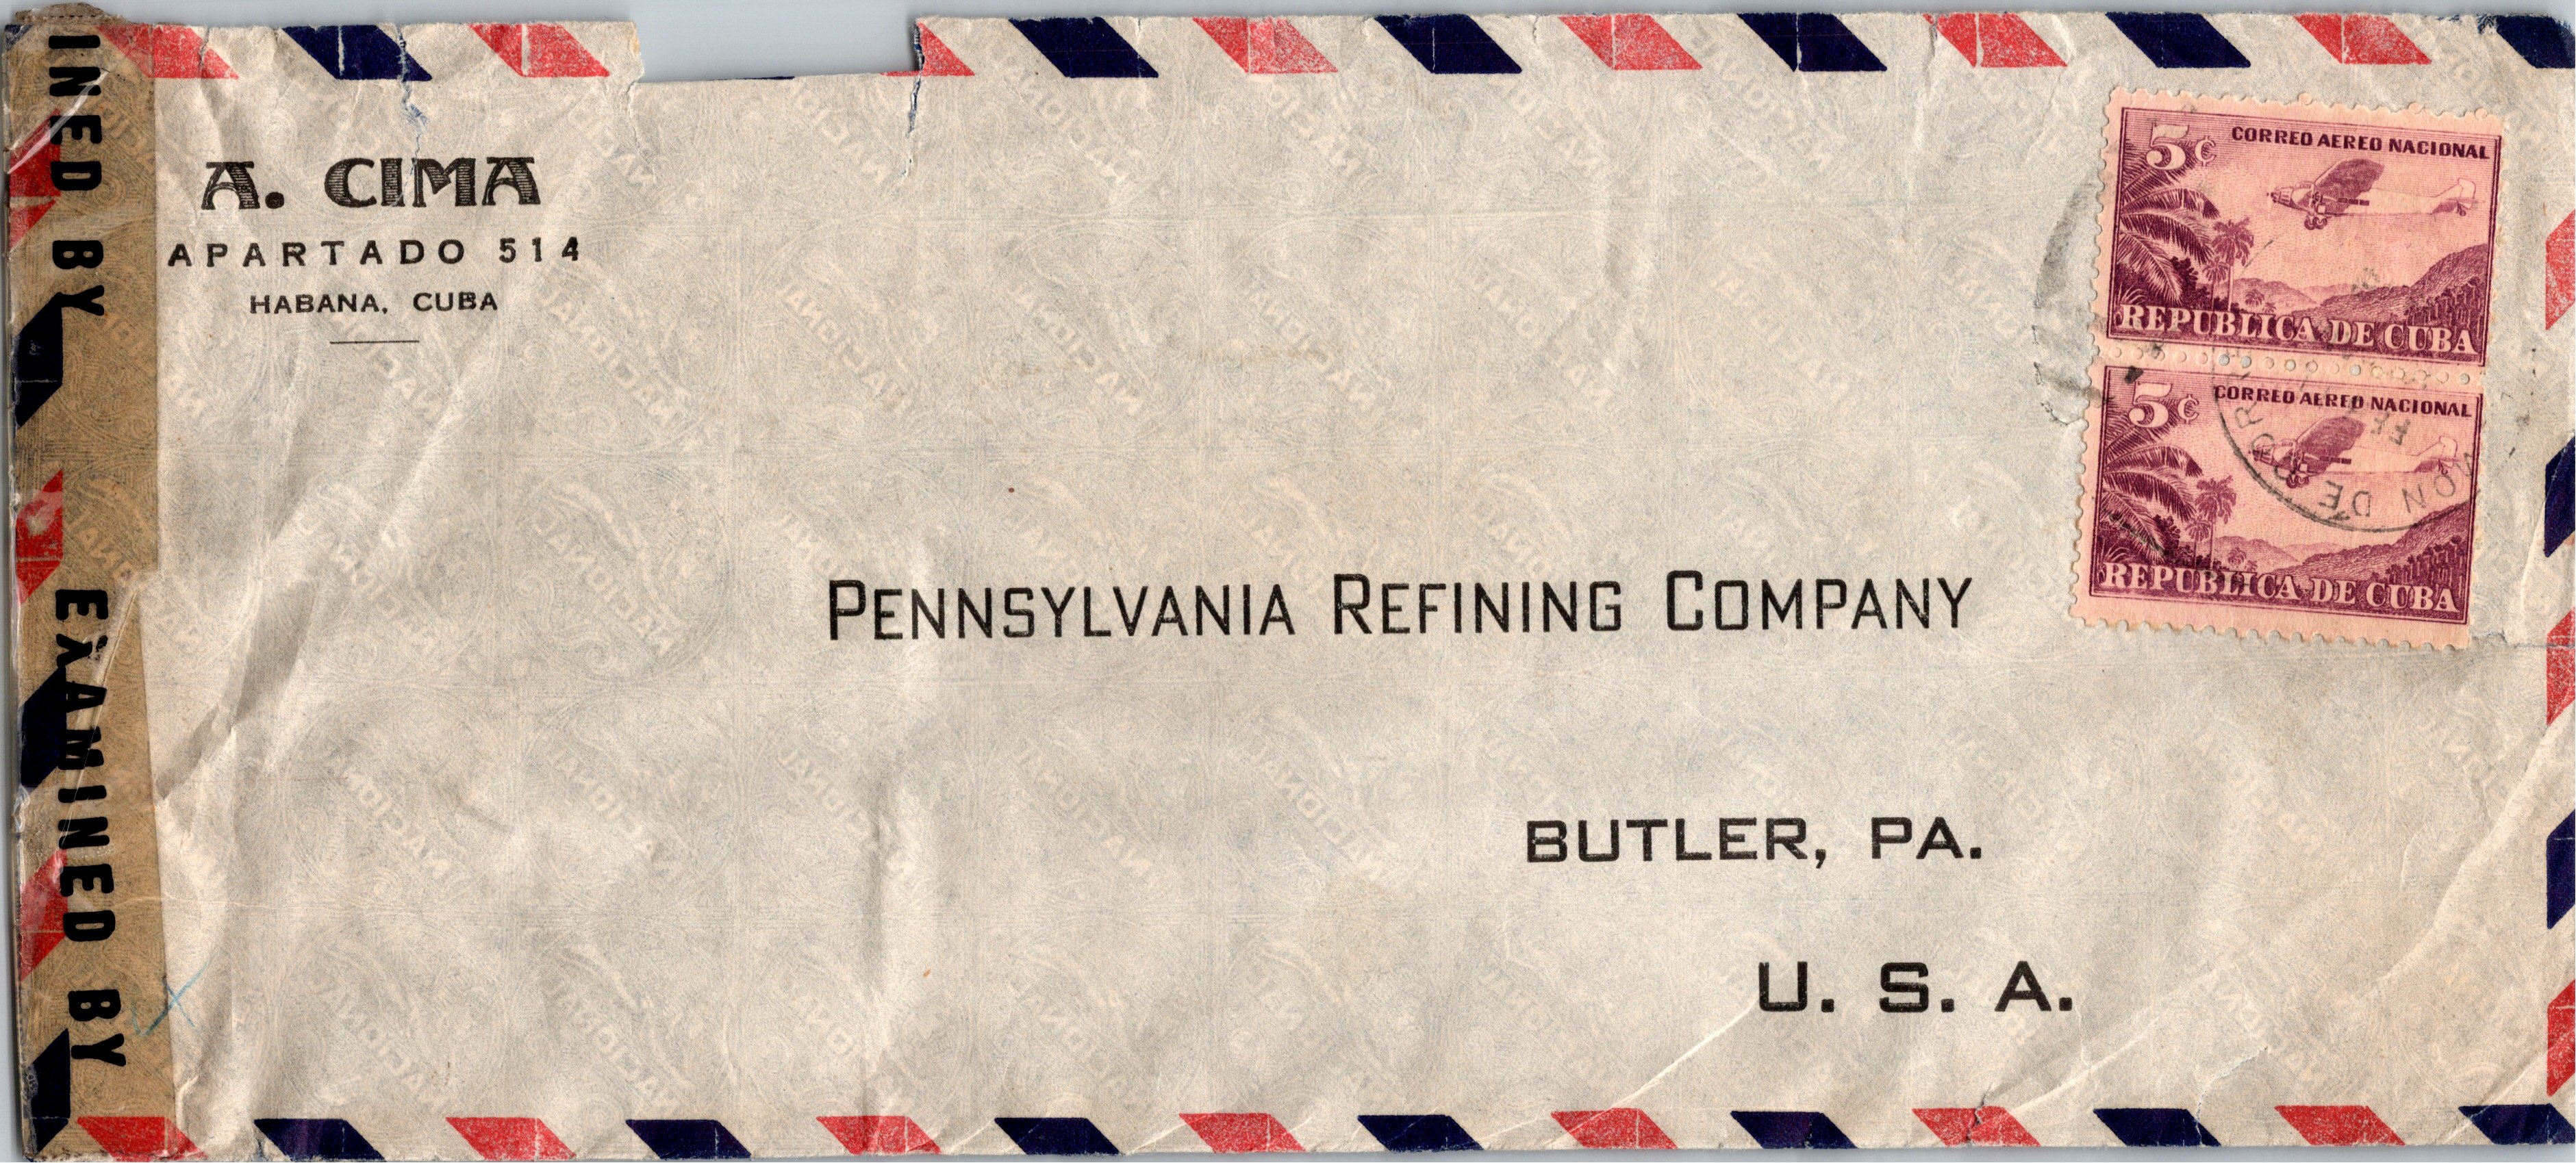 INED BY
EXAMINED BY
A. CIMA
APARTADO 514
HABANA, CUBA
5¢ CORREO AEREO NACIONAL
REPUBLICA DE CUBA
5¢ CORREO AEREO NACIONAL
REPUBLICA DE CUBA
PENNSYLVANIA REFINING COMPANY
BUTLER, PA.
U. S. A.
NACIONAL